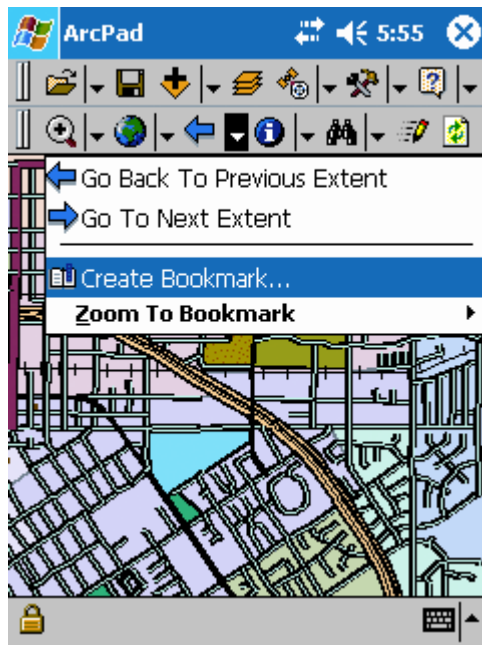 ArcPad 5:55
Go Back To Previous Extent
Go To Next Extent
Create Bookmark...
Zoom To Bookmark